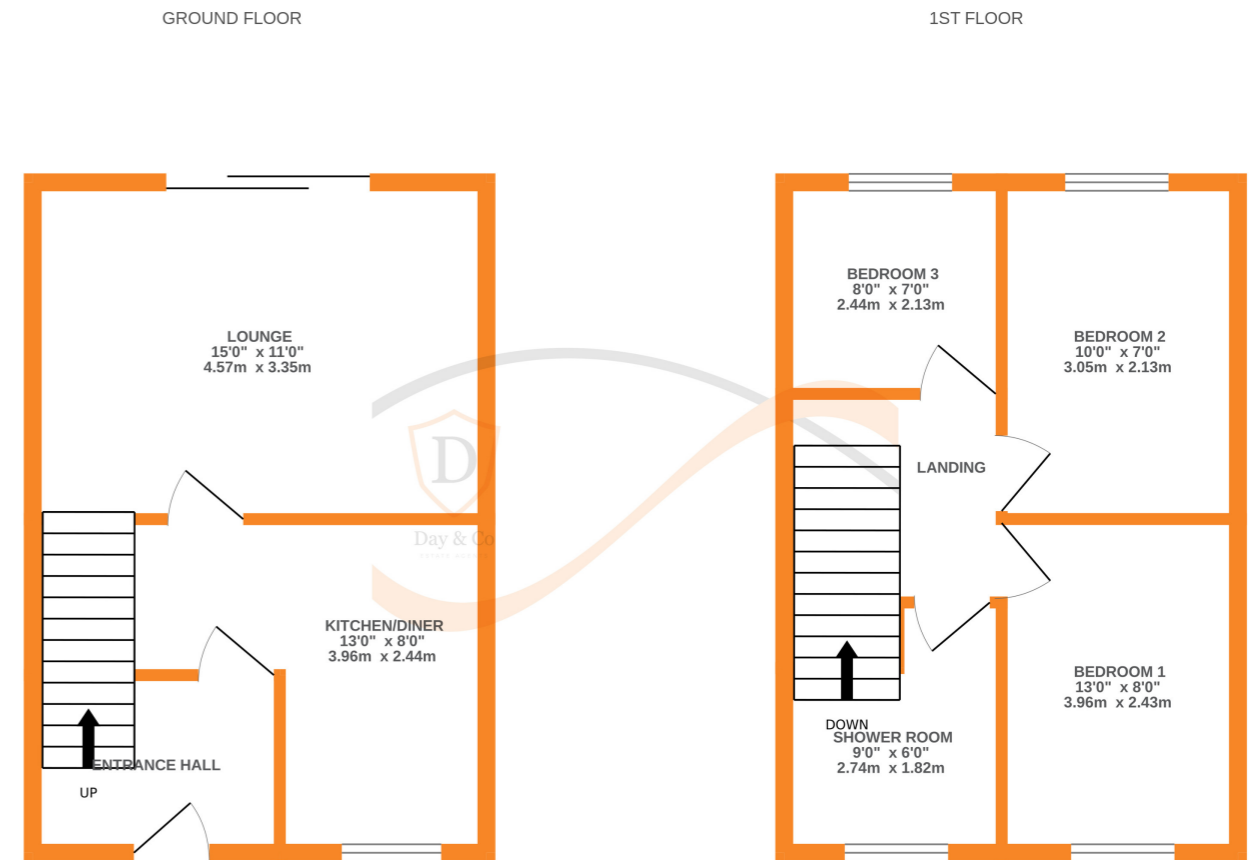 GROUND FLOOR
LOUNGE
15'0" x 11'0"
4.57m x 3.35m
D
Day & Co
KITCHEN/DINER
13'0" x 8'0"
3.96m x 2.44m
ENTRANCE HALL
UP
1ST FLOOR
BEDROOM 3
8'0" x 7'0"
2.44m x 2.13m
BEDROOM 2
10'0" x 7'0"
3.05m x 2.13m
LANDING
BEDROOM 1
13'0" x 8'0"
3.96m x 2.43m
DOWN
SHOWER ROOM
9'0" x 6'0"
2.74m x 1.82m